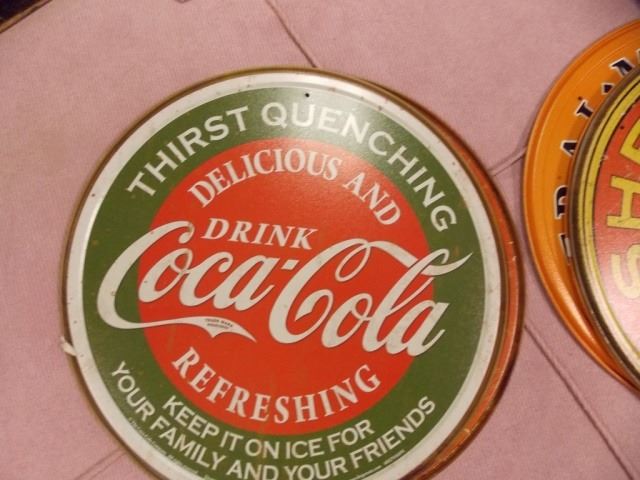 THIRST QUENCHING
DELICIOUS AND
DRINK
Coca-Cola
REFRESHING
KEEP IT ON ICE FOR
YOUR FAMILY AND YOUR FRIENDS